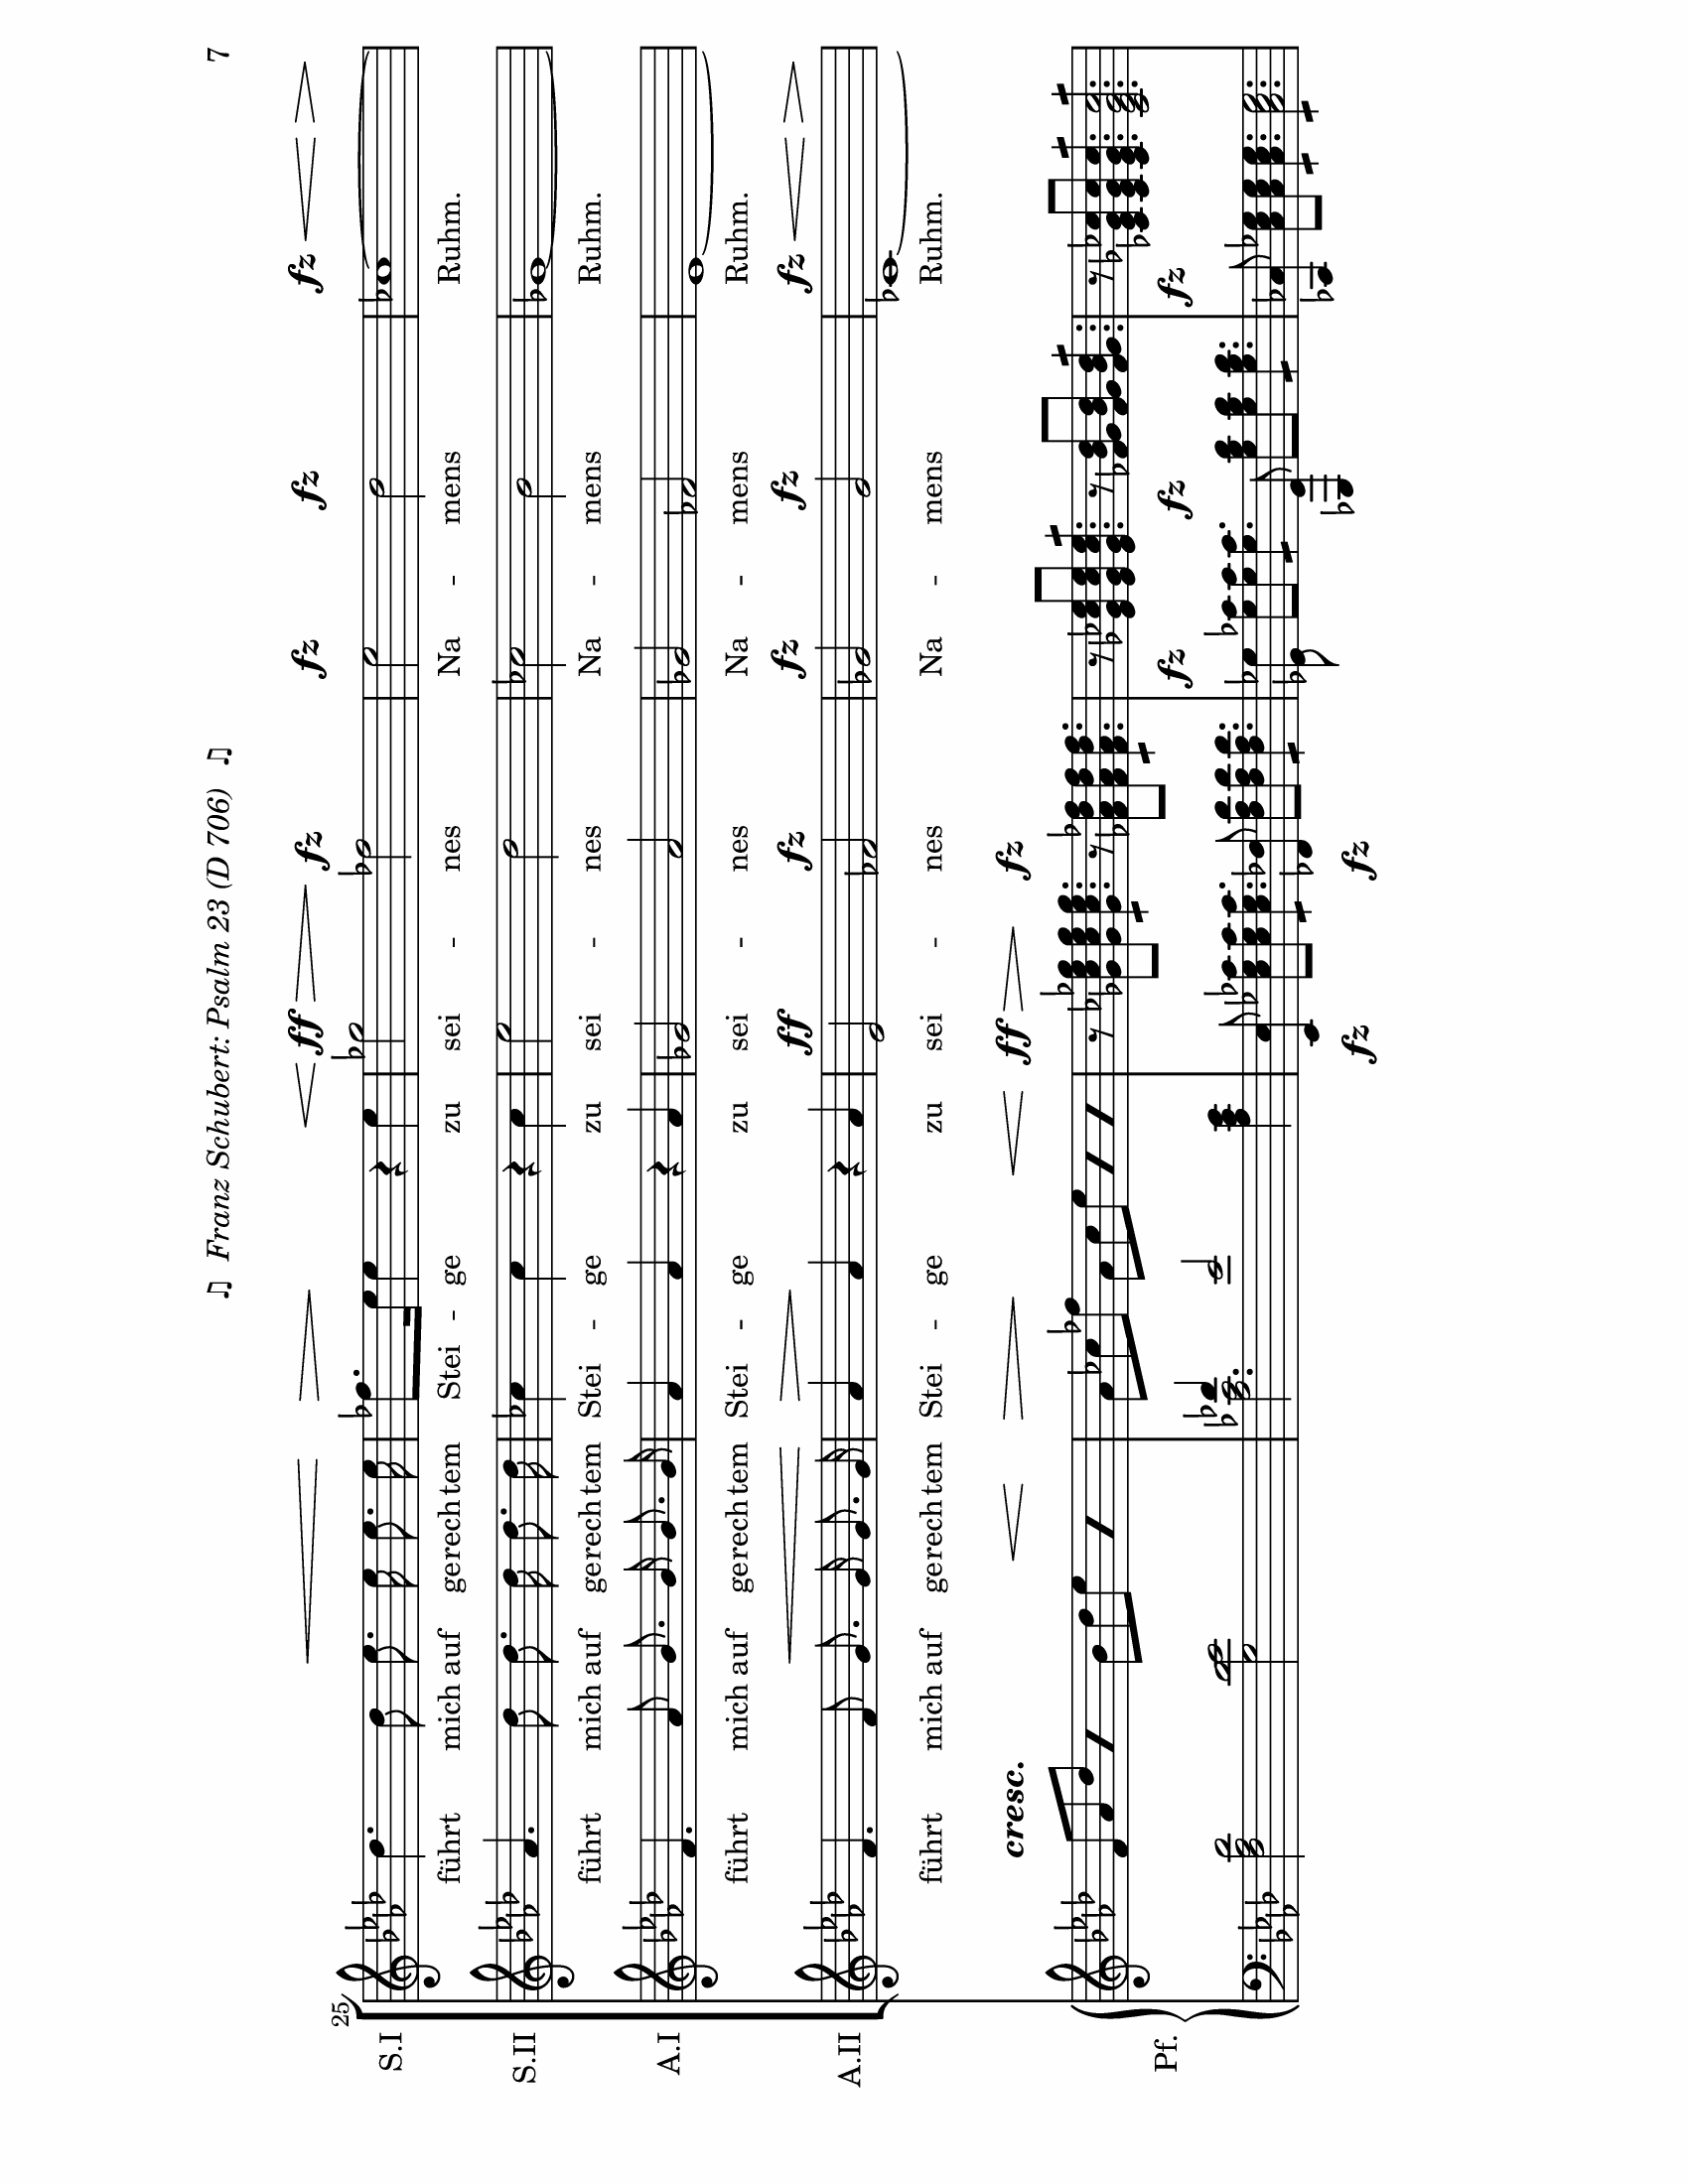 ♫ Franz Schubert: Psalm 23 (D 706) ♫
7
25
fz ff fz fz fz
S.I
führt mich auf gerechtem Stei - ge zu sei - nes Na - mens Ruhm.
S.II
führt mich auf gerechtem Stei - ge zu sei - nes Na - mens Ruhm.
A.I
führt mich auf gerechtem Stei - ge zu sei - nes Na - mens Ruhm.
ff fz fz fz fz
A.II
führt mich auf gerechtem Stei - ge zu sei - nes Na - mens Ruhm.
cresc. ff fz
Pf.
fz fz fz
fz fz